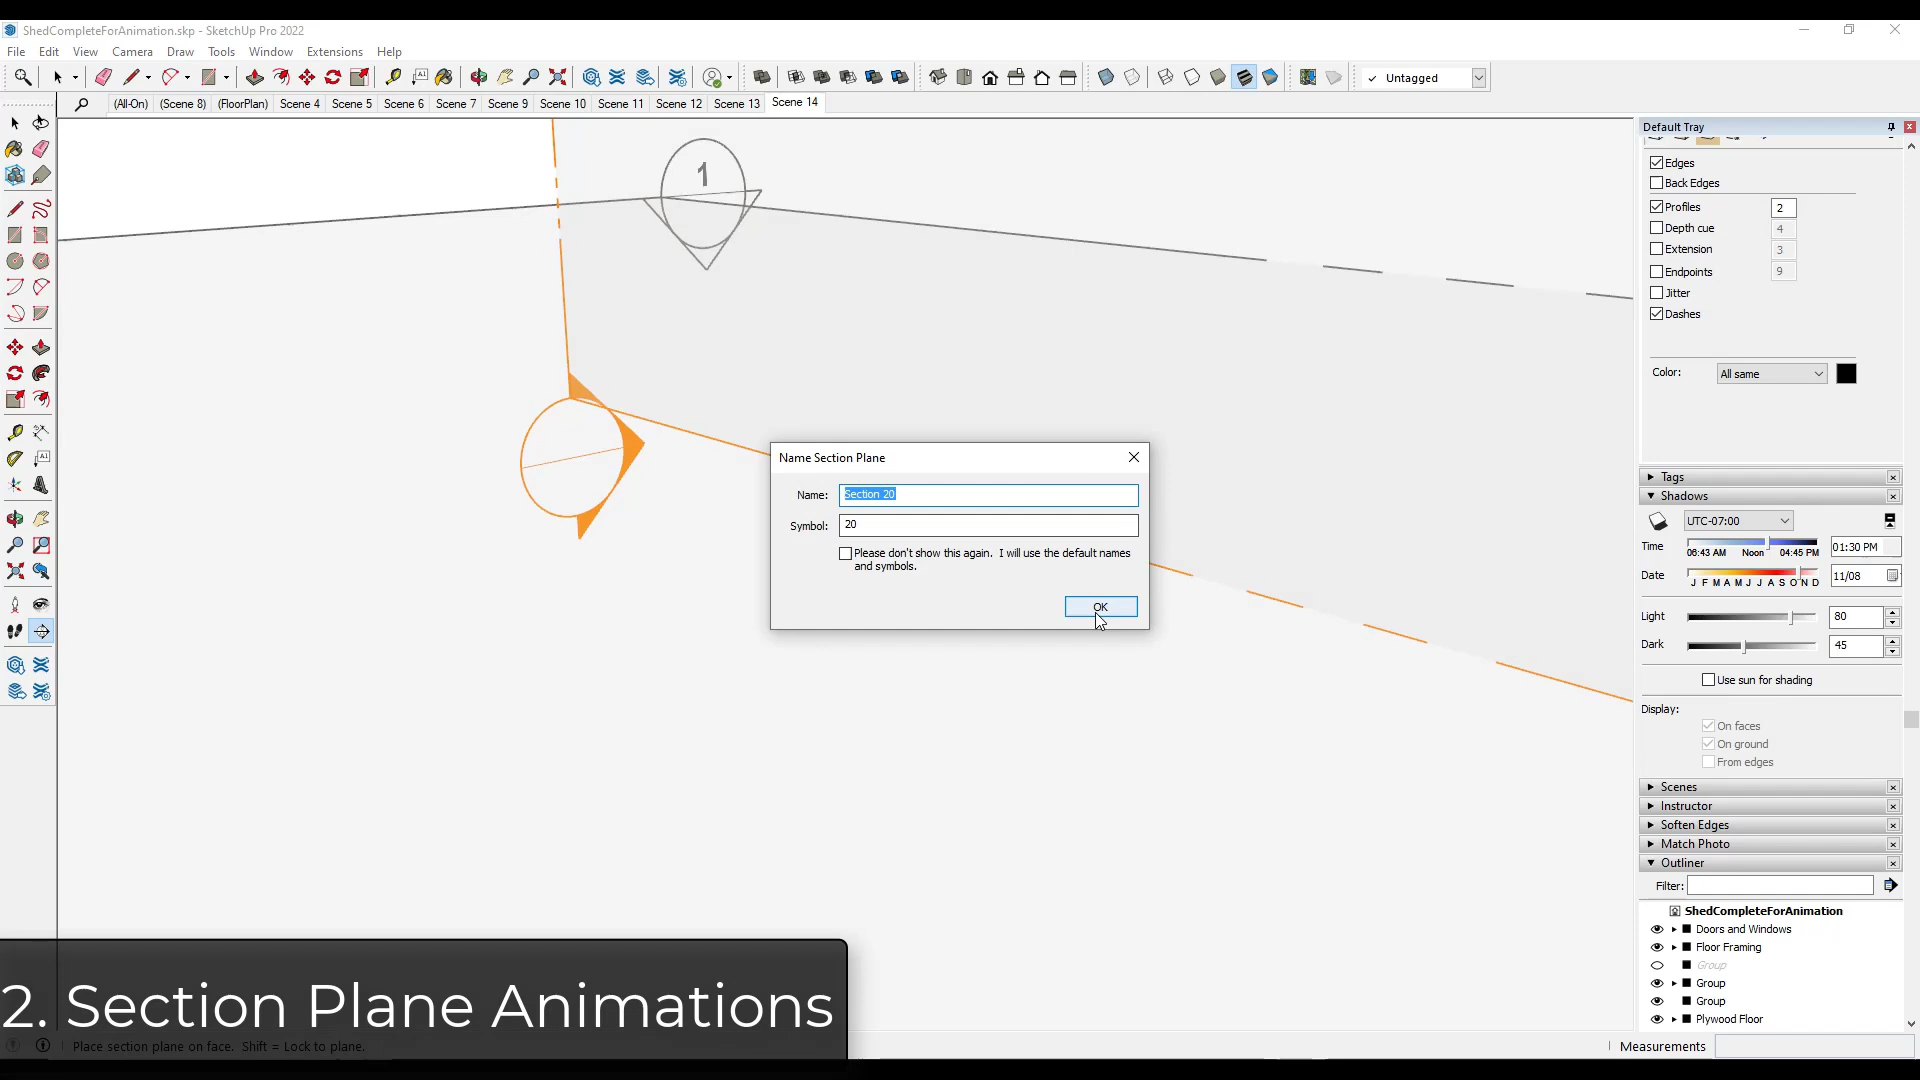 ShedCompleteForAnimation.skp - SketchUp Pro 2022
File Edit View Camera Draw Tools Window Extensions Help
Untagged
(All-On) (Scene 8) (FloorPlan) Scene 4 Scene 5 Scene 6 Scene 7 Scene 9 Scene 10 Scene 11 Scene 12 Scene 13 Scene 14
Default Tray
1
Edges
Back Edges
Profiles 2
Depth cue 4
Extension 3
Endpoints 9
Jitter
Dashes
Color: All same
Name Section Plane
Name: Section 20
Symbol: 20
Please don't show this again. I will use the default names
and symbols.
OK
Tags
Shadows
UTC-07:00
Time 06:43 AM Noon 04:45 PM 01:30 PM
Date J F M A M J J A S O N D 11/08
Light 80
Dark 45
Use sun for shading
Display:
On faces
On ground
From edges
Scenes
Instructor
Soften Edges
Match Photo
Outliner
Filter:
ShedCompleteForAnimation
Doors and Windows
Floor Framing
Group
Group
Group
Plywood Floor
2. Section Plane Animations
Place section plane on face. Shift = Lock to plane.
Measurements